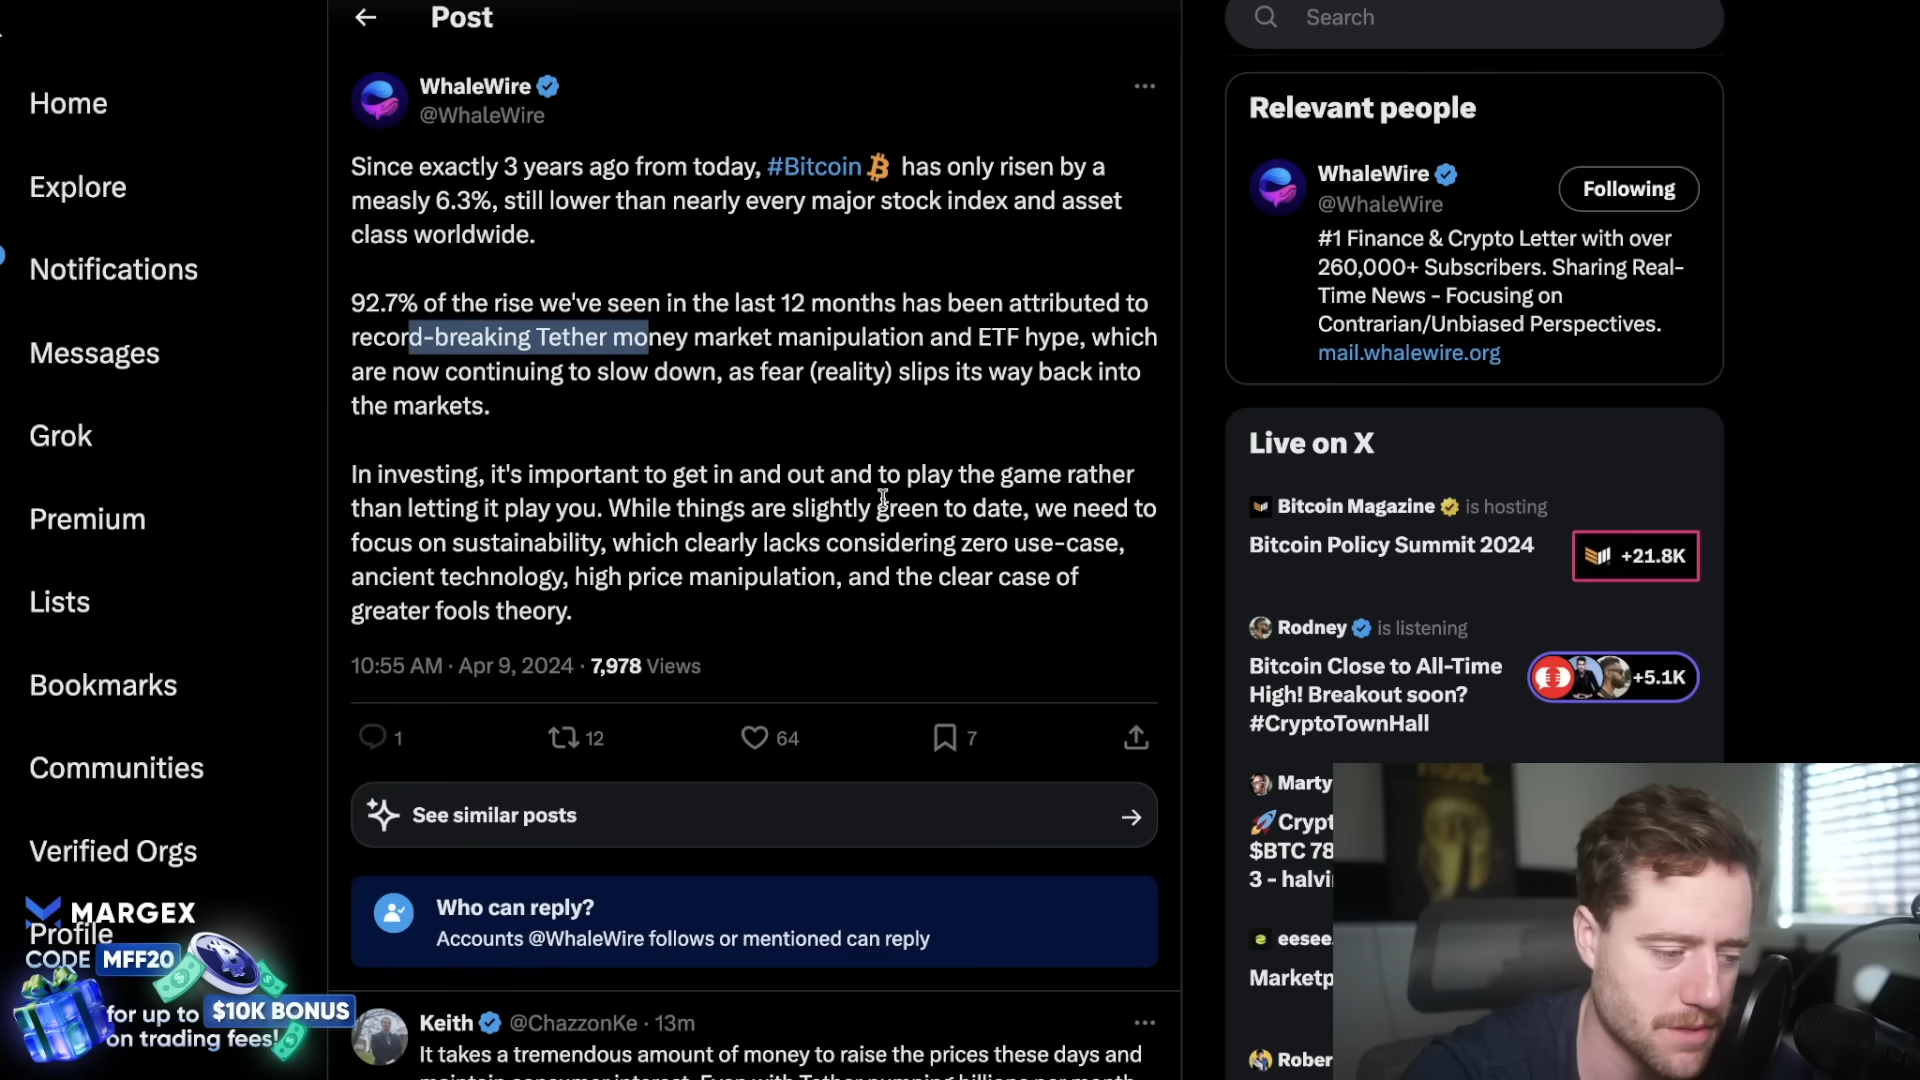 Post
Search
Home
Explore
Notifications
Messages
Grok
Premium
Lists
Bookmarks
Communities
Verified Orgs
Profile
MARGEX
CODE MFF20
for up to $10K BONUS
on trading fees!
WhaleWire
@WhaleWire
Since exactly 3 years ago from today, #Bitcoin has only risen by a
measly 6.3%, still lower than nearly every major stock index and asset
class worldwide.
92.7% of the rise we've seen in the last 12 months has been attributed to
record-breaking Tether money market manipulation and ETF hype, which
are now continuing to slow down, as fear (reality) slips its way back into
the markets.
In investing, it's important to get in and out and to play the game rather
than letting it play you. While things are slightly green to date, we need to
focus on sustainability, which clearly lacks considering zero use-case,
ancient technology, high price manipulation, and the clear case of
greater fools theory.
10:55 AM · Apr 9, 2024 · 7,978 Views
1 12 64 7
See similar posts
Who can reply?
Accounts @WhaleWire follows or mentioned can reply
Keith @ChazzonKe · 13m
It takes a tremendous amount of money to raise the prices these days and
Relevant people
WhaleWire
@WhaleWire
Following
#1 Finance & Crypto Letter with over
260,000+ Subscribers. Sharing Real-
Time News - Focusing on
Contrarian/Unbiased Perspectives.
mail.whalewire.org
Live on X
Bitcoin Magazine is hosting
Bitcoin Policy Summit 2024
+21.8K
Rodney is listening
Bitcoin Close to All-Time
High! Breakout soon?
#CryptoTownHall
+5.1K
Marty
Crypt
$BTC 78
3 - halvi
eesee
Marketp
Rober